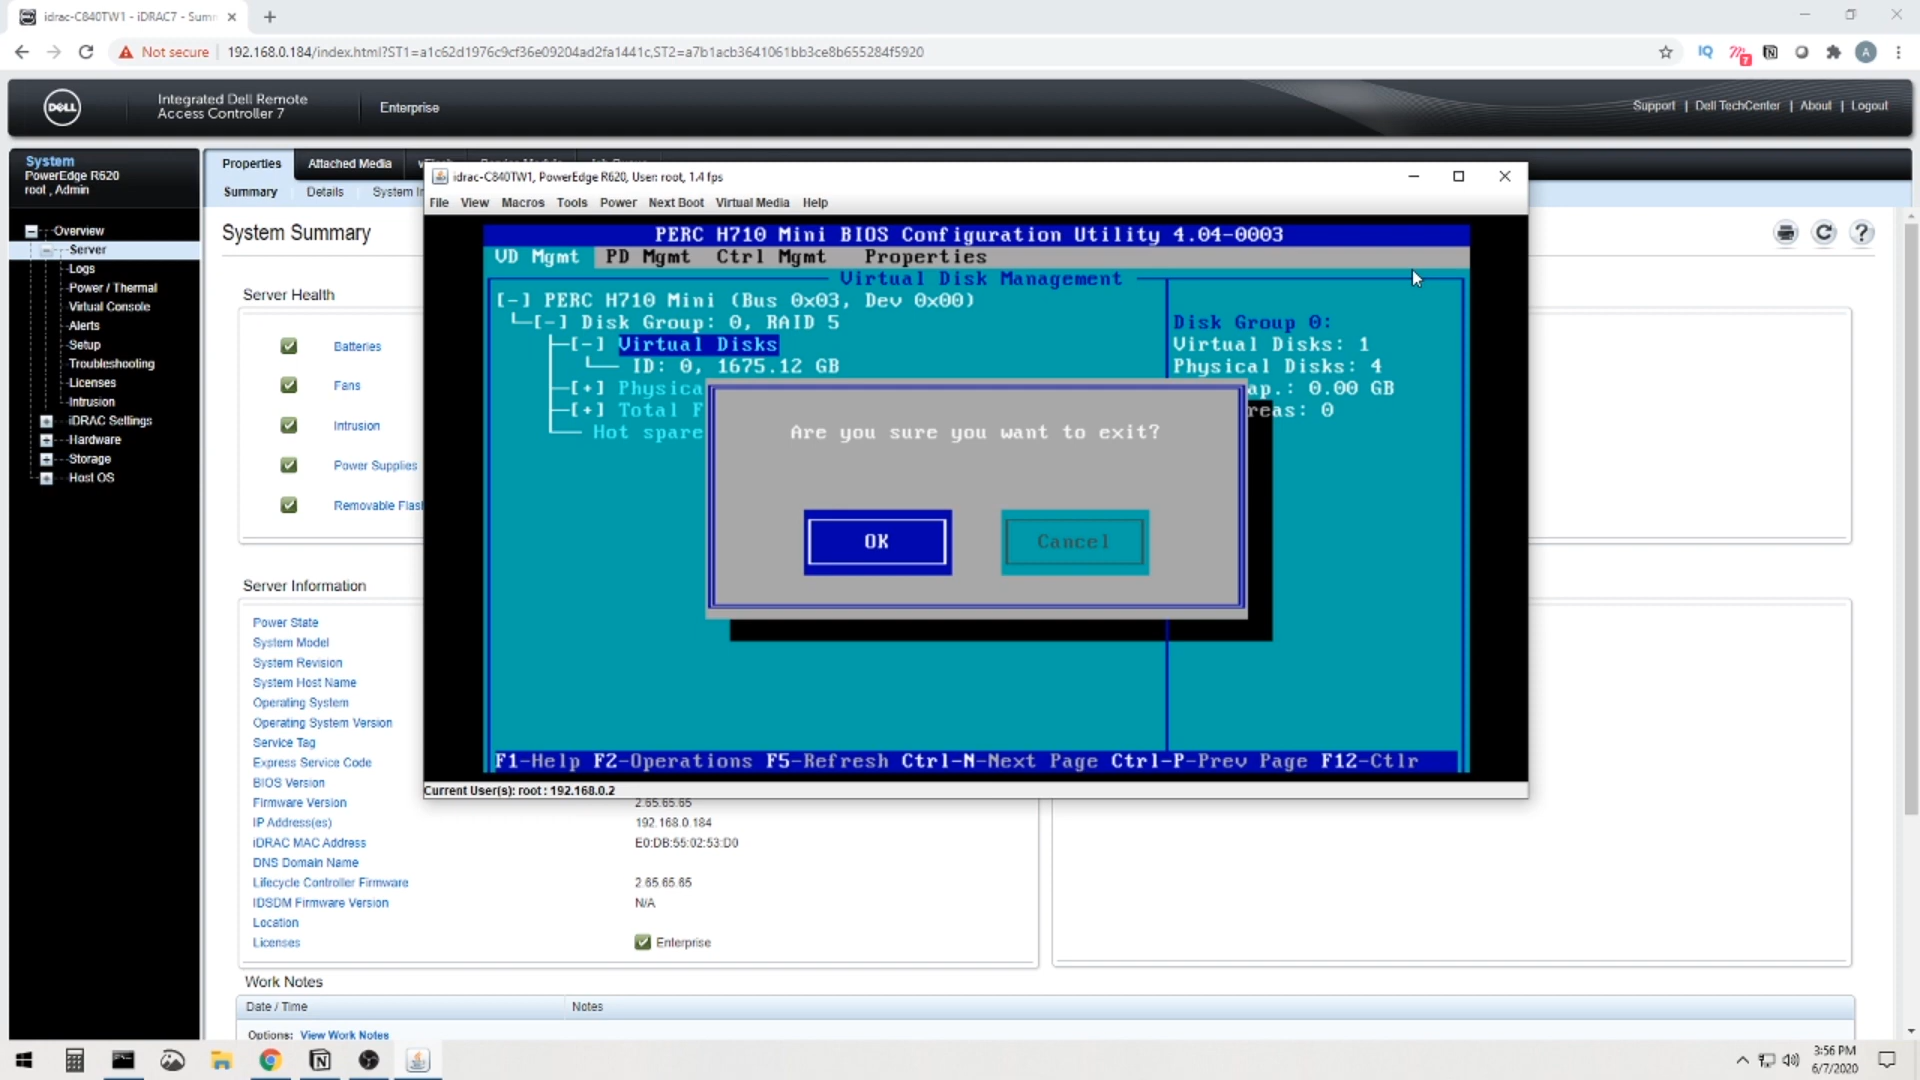 idrac-C840TW1 - iDRAC7 - Summ
Not secure
192.168.0.184/index.html?ST1=a1c62d1976c9cf36e09204ad2fa1441c,ST2=a7b1acb3641061bb3ce8b655284f5920
IQ
7
A
DELL
Integrated Dell Remote
Access Controller 7
Enterprise
Support | Dell TechCenter | About | Logout
System
PowerEdge R620
root , Admin
Overview
Server
Logs
Power / Thermal
Virtual Console
Alerts
Setup
Troubleshooting
Licenses
Intrusion
iDRAC Settings
Hardware
Storage
Host OS
Properties
Attached Media
Summary
Details
System In
System Summary
Server Health
Batteries
Fans
Intrusion
Power Supplies
Removable Flash
Server Information
Power State
System Model
System Revision
System Host Name
Operating System
Operating System Version
Service Tag
Express Service Code
BIOS Version
Firmware Version 2.65.65.65
IP Address(es) 192.168.0.184
iDRAC MAC Address E0:DB:55:02:53:D0
DNS Domain Name
Lifecycle Controller Firmware 2.65.65.65
IDSDM Firmware Version N/A
Location
Licenses Enterprise
Work Notes
Date / Time Notes
Options: View Work Notes
idrac-C840TW1, PowerEdge R620, User: root, 1.4 fps
File View Macros Tools Power Next Boot Virtual Media Help
PERC H710 Mini BIOS Configuration Utility 4.04-0003
VD Mgmt PD Mgmt Ctrl Mgmt Properties
Virtual Disk Management
[-] PERC H710 Mini (Bus 0x03, Dev 0x00)
[-] Disk Group: 0, RAID 5
[-] Virtual Disks
ID: 0, 1675.12 GB
[+] Physica
[+] Total F
Hot spare
Disk Group 0:
Virtual Disks: 1
Physical Disks: 4
ap.: 0.00 GB
reas: 0
Are you sure you want to exit?
OK
Cancel
F1-Help F2-Operations F5-Refresh Ctrl-N-Next Page Ctrl-P-Prev Page F12-Ctlr
Current User(s): root : 192.168.0.2
3:56 PM
6/7/2020